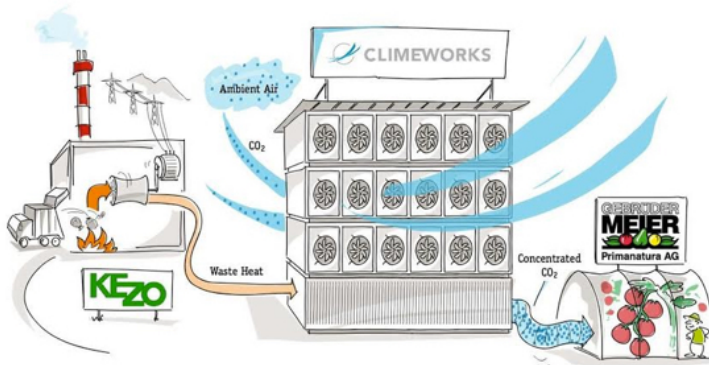 CLIMEWORKS
Ambient Air
CO₂
GEBRÜDER
MEIER
Primanatura AG
Concentrated
CO₂
Waste Heat
KEZO